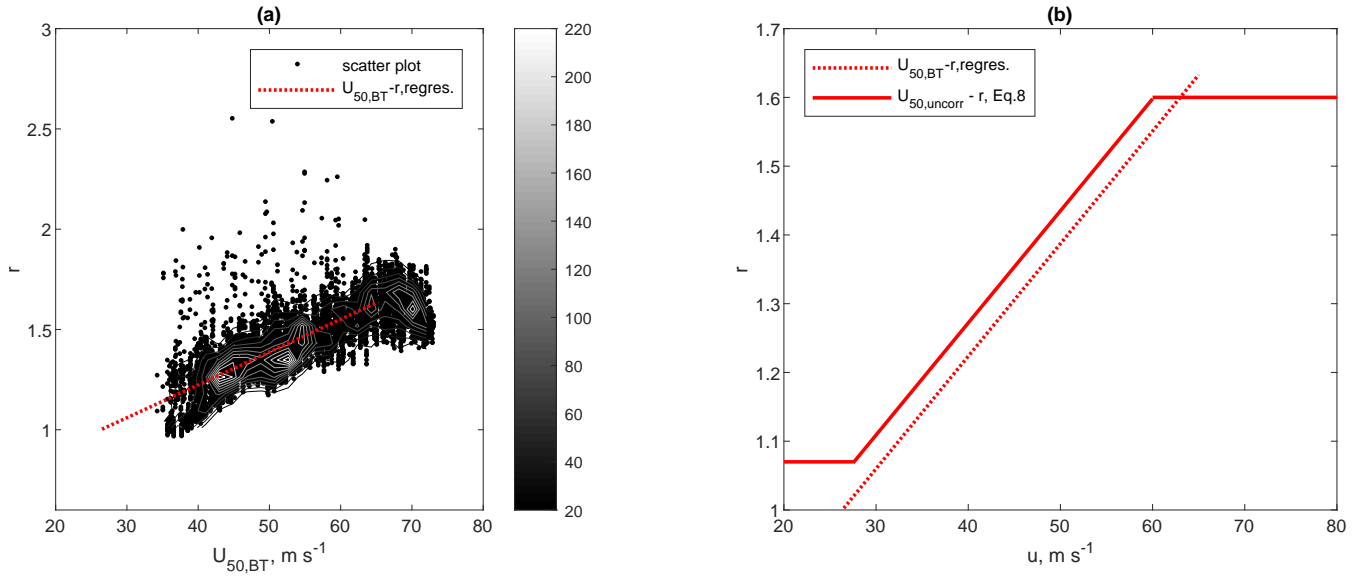 (a)
3
2.5
2
1.5
1
r
20 30 40 50 60 70 80
U50,BT, m s-1
scatter plot
U50,BT-r,regres.
220
200
180
160
140
120
100
80
60
40
20
(b)
1.7
1.6
1.5
1.4
1.3
1.2
1.1
1
r
20 30 40 50 60 70 80
u, m s-1
U50,BT-r,regres.
U50,uncorr - r, Eq.8